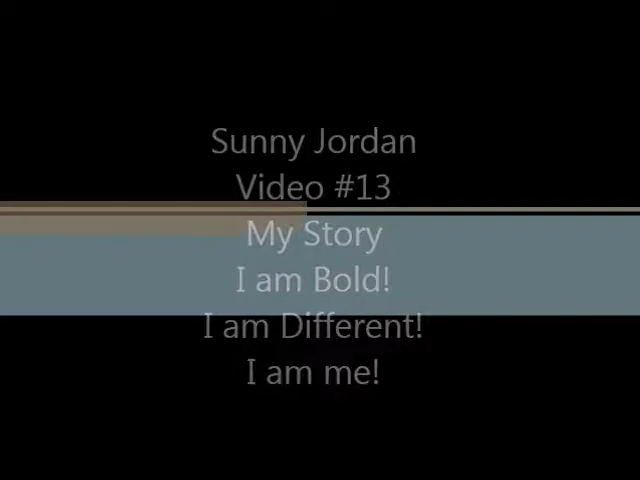 Sunny Jordan
Video #13
My Story
I am Bold!
I am Different!
I am me!